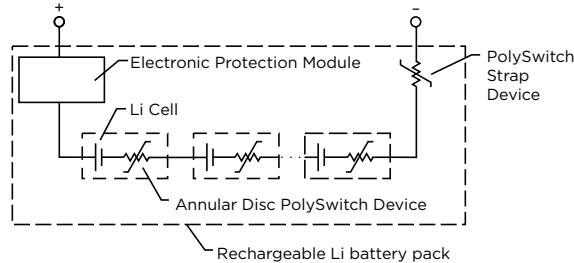 +
−
Electronic Protection Module
PolySwitch
Strap
Device
Li Cell
Annular Disc PolySwitch Device
Rechargeable Li battery pack